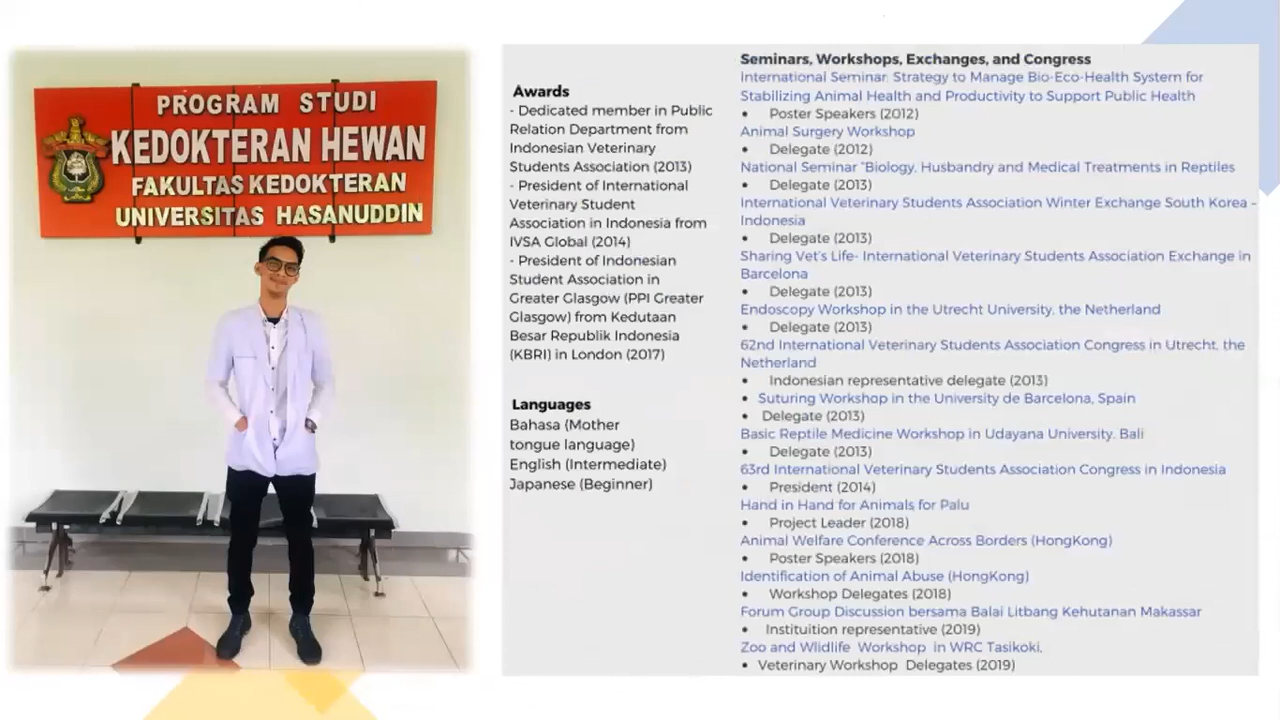 PROGRAM STUDI
KEDOKTERAN HEWAN
FAKULTAS KEDOKTERAN
UNIVERSITAS HASANUDDIN
Awards
- Dedicated member in Public
Relation Department from
Indonesian Veterinary
Students Association (2013)
- President of International
Veterinary Student
Association in Indonesia from
IVSA Global (2014)
- President of Indonesian
Student Association in
Greater Glasgow (PPI Greater
Glasgow) from Kedutaan
Besar Republik Indonesia
(KBRI) in London (2017)
Languages
Bahasa (Mother
tongue language)
English (Intermediate)
Japanese (Beginner)
Seminars, Workshops, Exchanges, and Congress
International Seminar: Strategy to Manage Bio-Eco-Health System for
Stabilizing Animal Health and Productivity to Support Public Health
• Poster Speakers (2012)
Animal Surgery Workshop
• Delegate (2012)
National Seminar "Biology, Husbandry and Medical Treatments in Reptiles
• Delegate (2013)
International Veterinary Students Association Winter Exchange South Korea -
Indonesia
• Delegate (2013)
Sharing Vet's Life- International Veterinary Students Association Exchange in
Barcelona
• Delegate (2013)
Endoscopy Workshop in the Utrecht University, the Netherland
• Delegate (2013)
62nd International Veterinary Students Association Congress in Utrecht, the
Netherland
• Indonesian representative delegate (2013)
• Suturing Workshop in the University de Barcelona, Spain
• Delegate (2013)
Basic Reptile Medicine Workshop in Udayana University, Bali
• Delegate (2013)
63rd International Veterinary Students Association Congress in Indonesia
• President (2014)
Hand in Hand for Animals for Palu
• Project Leader (2018)
Animal Welfare Conference Across Borders (HongKong)
• Poster Speakers (2018)
Identification of Animal Abuse (HongKong)
• Workshop Delegates (2018)
Forum Group Discussion bersama Balai Litbang Kehutanan Makassar
• Instituition representative (2019)
Zoo and Wlidlife Workshop in WRC Tasikoki,
• Veterinary Workshop Delegates (2019)